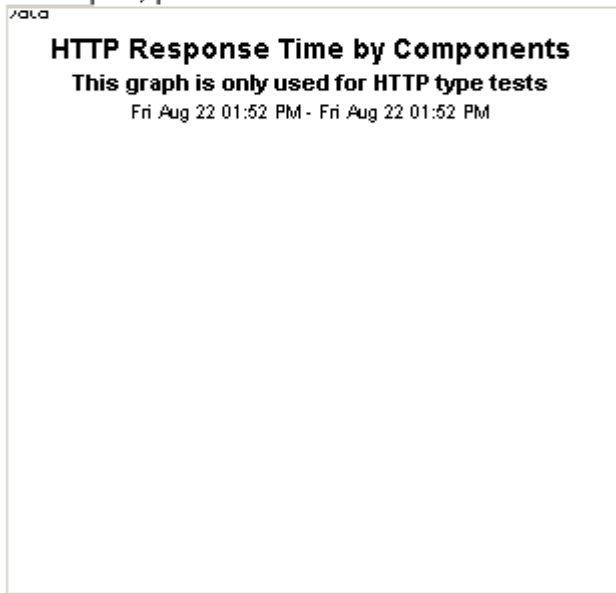 HTTP Response Time by Components
This graph is only used for HTTP type tests
Fri Aug 22 01:52 PM - Fri Aug 22 01:52 PM